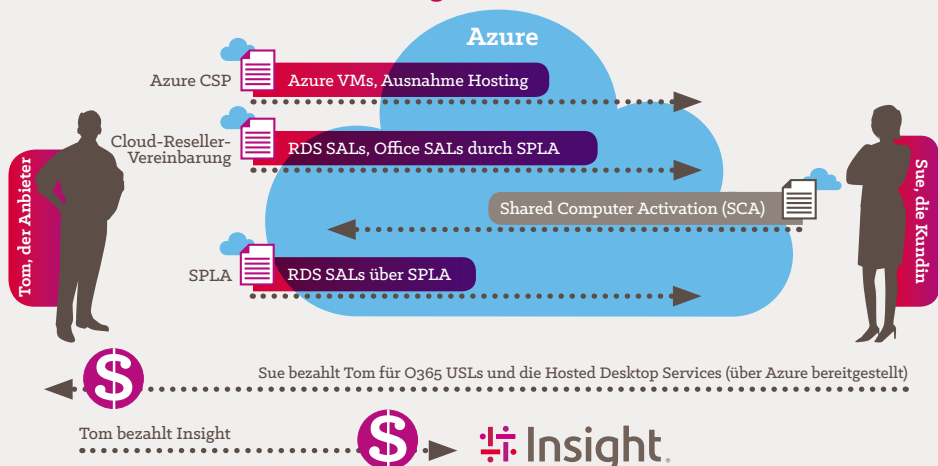 Azure
Azure CSP
Azure VMs, Ausnahme Hosting
Cloud-Reseller-
Vereinbarung
RDS SALs, Office SALs durch SPLA
Tom, der Anbieter
Sue, die Kundin
Shared Computer Activation (SCA)
SPLA
RDS SALs über SPLA
$
Sue bezahlt Tom für O365 USLs und die Hosted Desktop Services (über Azure bereitgestellt)
Tom bezahlt Insight
$
Insight.